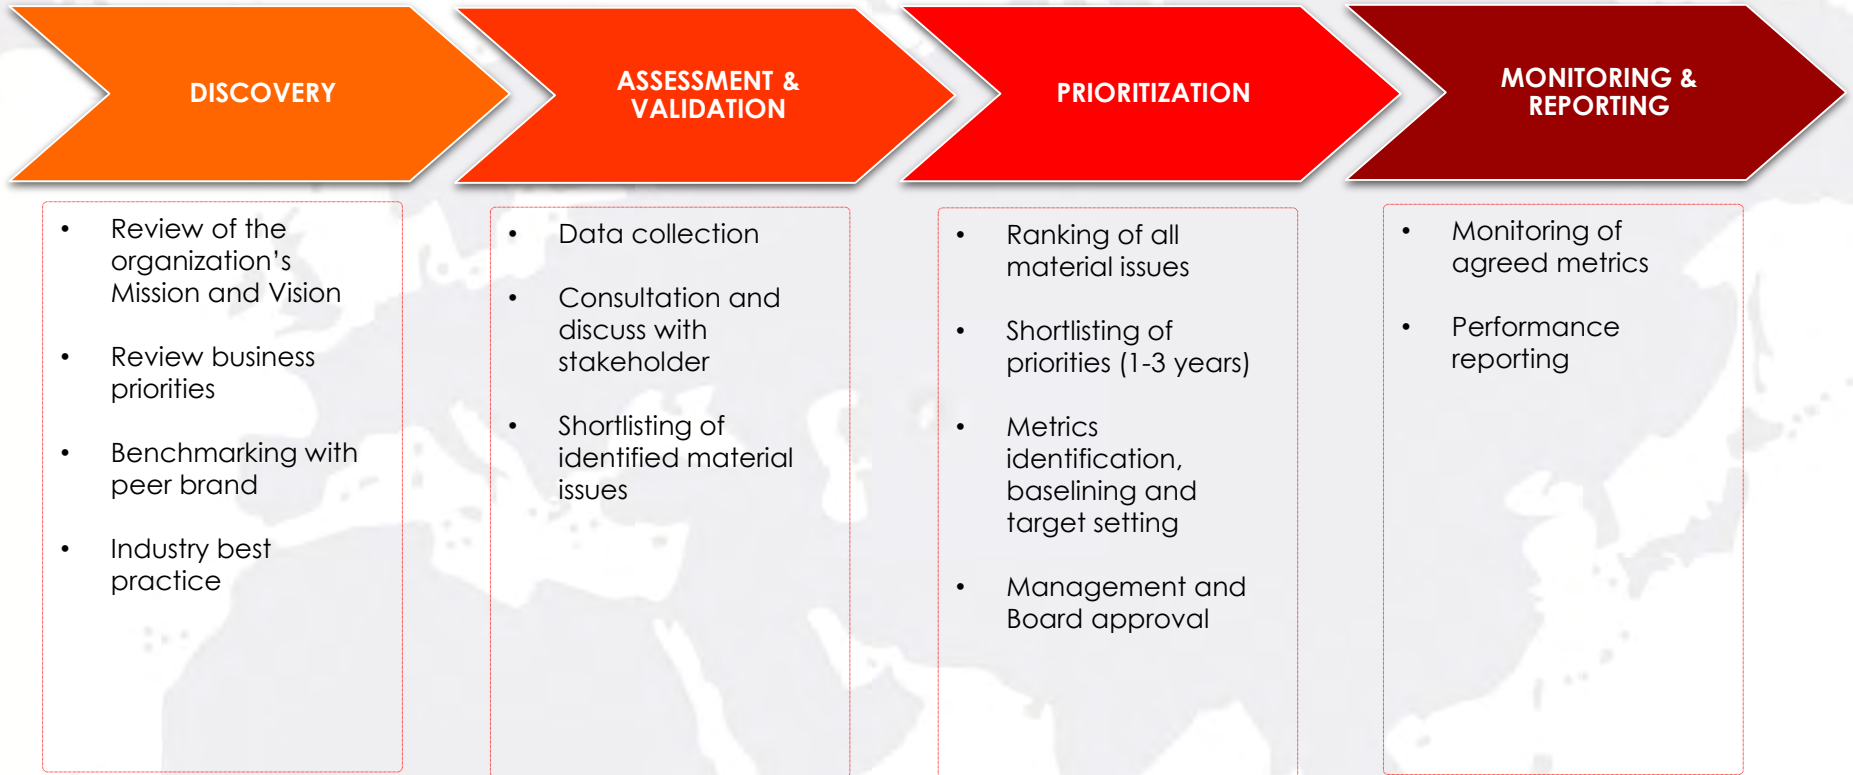 DISCOVERY
• Review of the
organization’s
Mission and Vision
• Review business
priorities
• Benchmarking with
peer brand
• Industry best
practice
ASSESSMENT &
VALIDATION
• Data collection
• Consultation and
discuss with
stakeholder
• Shortlisting of
identified material
issues
PRIORITIZATION
• Ranking of all
material issues
• Shortlisting of
priorities (1-3 years)
• Metrics
identification,
baselining and
target setting
• Management and
Board approval
MONITORING &
REPORTING
• Monitoring of
agreed metrics
• Performance
reporting